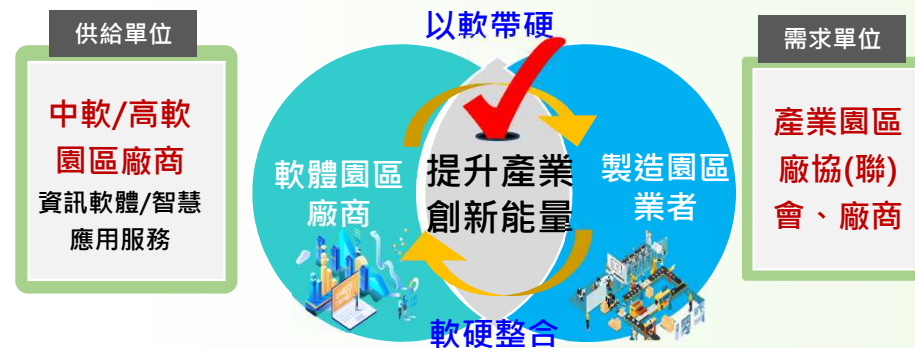 供給單位
中軟/高軟
園區廠商
資訊軟體/智慧
應用服務
以軟帶硬
軟體園區
廠商
提升產業
創新能量
製造園區
業者
軟硬整合
需求單位
產業園區
廠協(聯)
會、廠商